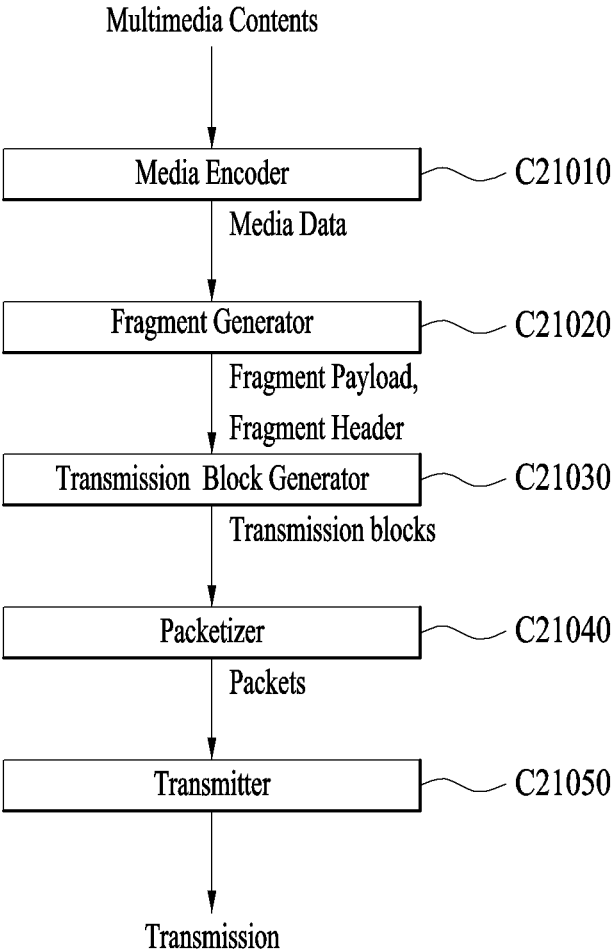 Multimedia Contents
Media Encoder
C21010
Media Data
Fragment Generator
C21020
Fragment Payload,
Fragment Header
Transmission Block Generator
C21030
Transmission blocks
Packetizer
C21040
Packets
Transmitter
C21050
Transmission